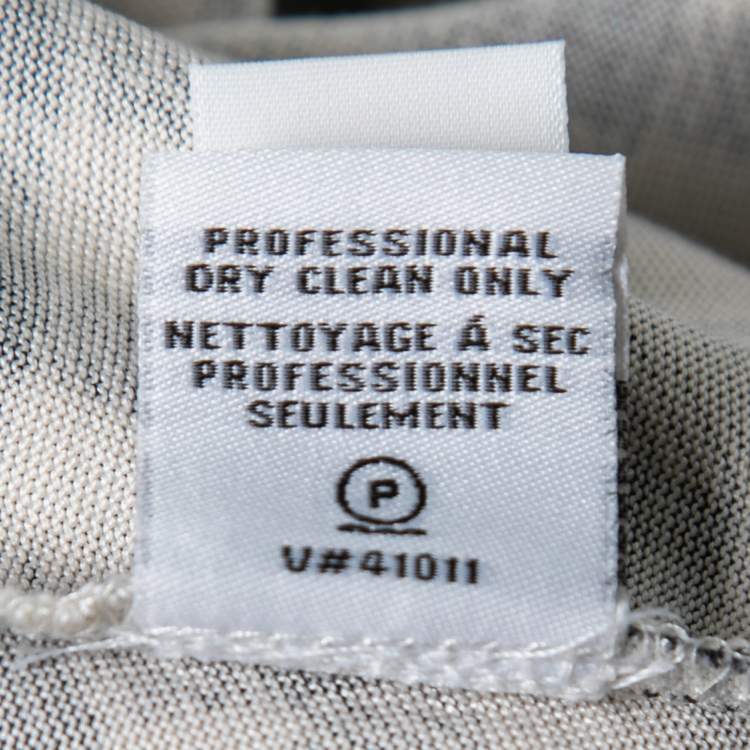 PROFESSIONAL
DRY CLEAN ONLY
NETTOYAGE Á SEC
PROFESSIONNEL
SEULEMENT
P
V#41011